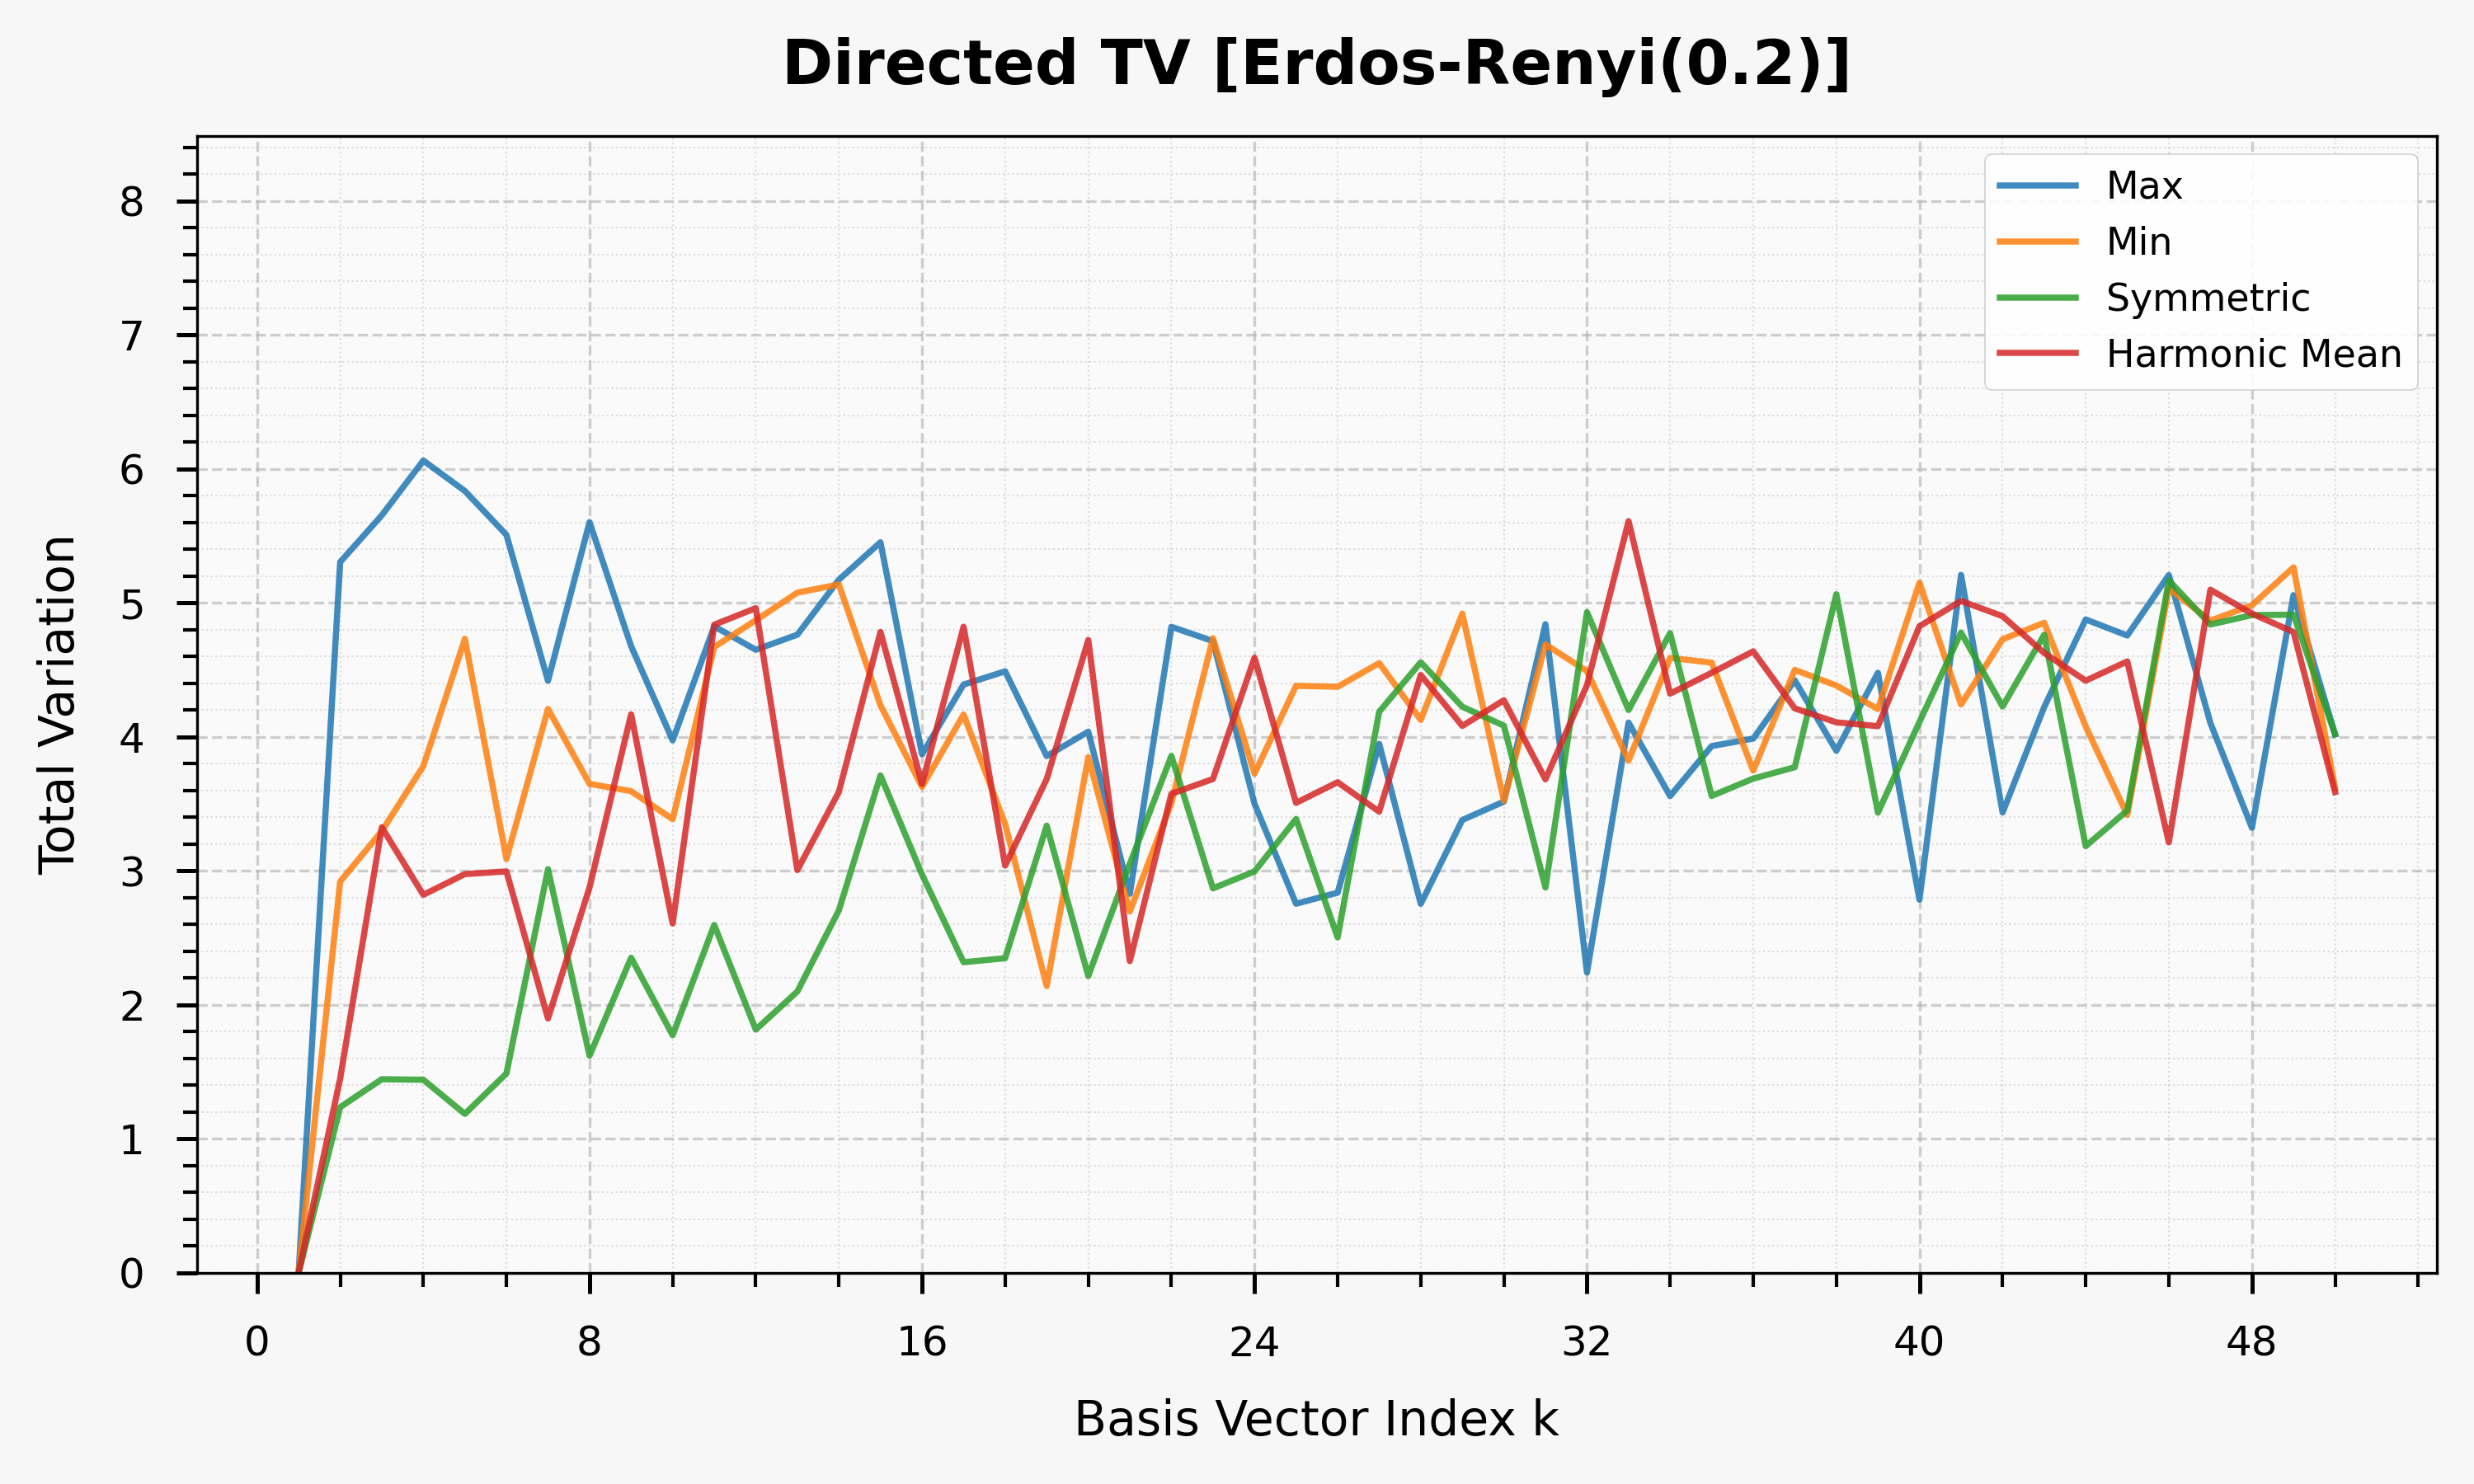 Directed TV [Erdos-Renyi(0.2)]
Max
Min
Symmetric
Harmonic Mean
Total Variation
8
7
6
5
4
3
2
1
0
0 8 16 24 32 40 48
Basis Vector Index k